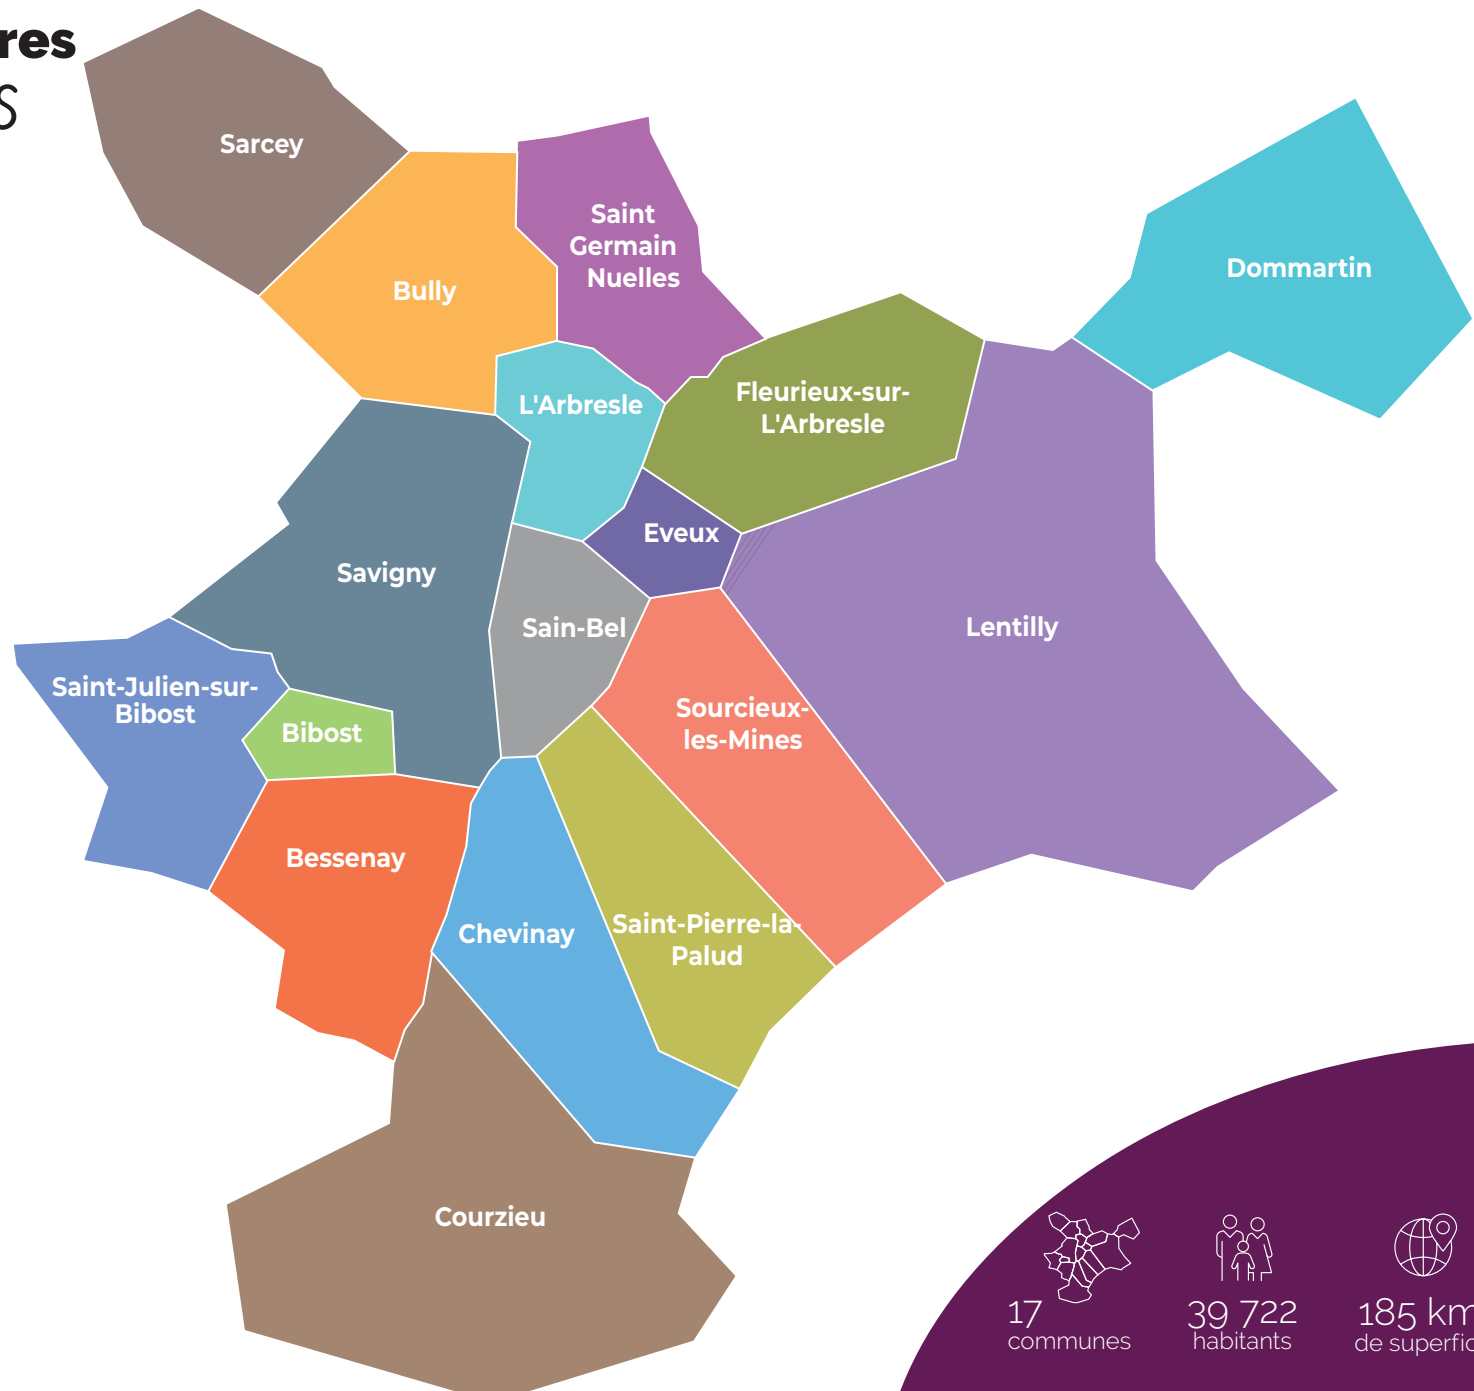 res
s
Sarcey
Saint
Germain
Nuelles
Dommartin
Bully
Fleurieux-sur-
L'Arbresle
L'Arbresle
Eveux
Savigny
Sain-Bel
Lentilly
Saint-Julien-sur-
Bibost
Bibost
Sourcieux-
les-Mines
Bessenay
Chevinay
Saint-Pierre-la-
Palud
Courzieu
17
communes
39 722
habitants
185 km
de superfic